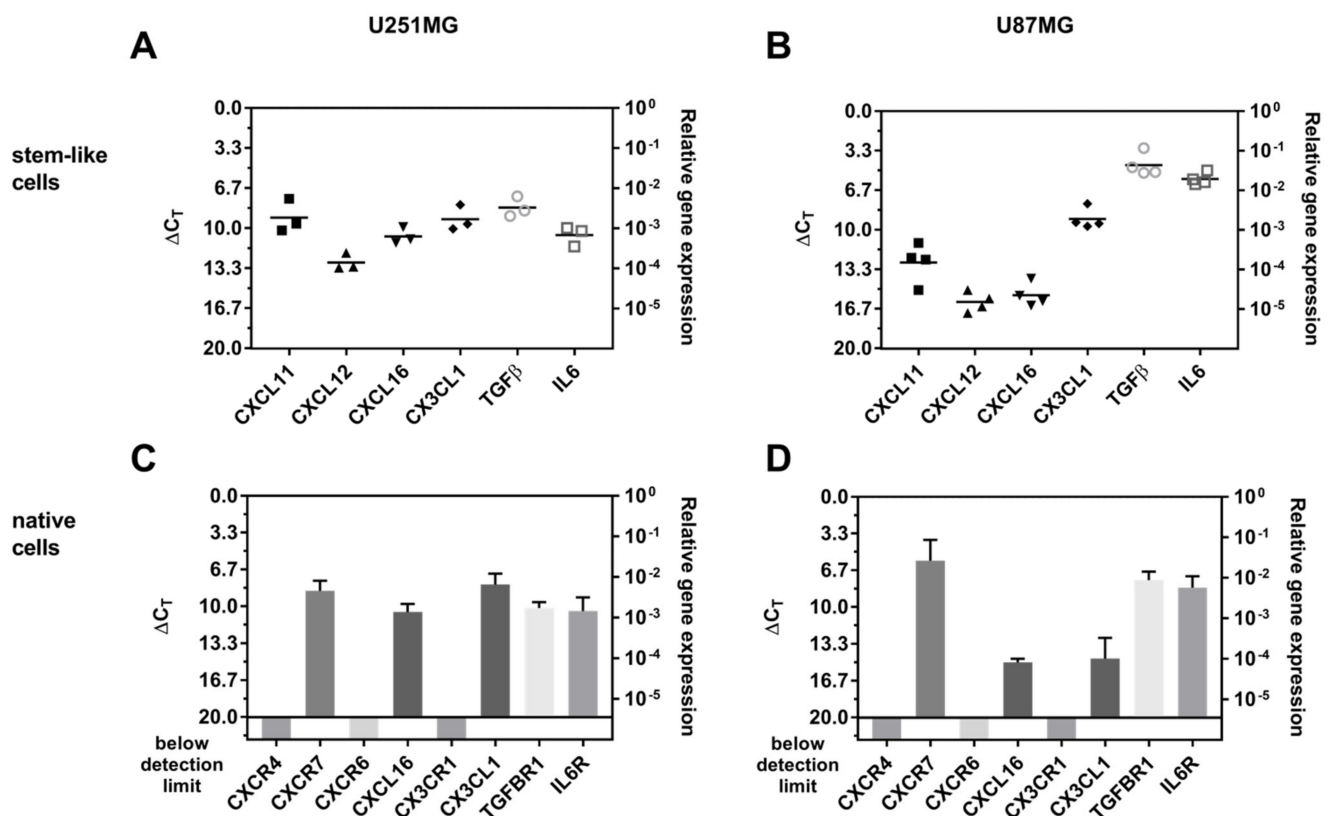 U251MG
U87MG
A
B
stem-like
cells
0.0
3.3
6.7
10.0
13.3
16.7
20.0
ΔCT
10^0
10^-1
10^-2
10^-3
10^-4
10^-5
Relative gene expression
CXCL11
CXCL12
CXCL16
CX3CL1
TGFβ
IL6
0.0
3.3
6.7
10.0
13.3
16.7
20.0
ΔCT
10^0
10^-1
10^-2
10^-3
10^-4
10^-5
Relative gene expression
CXCL11
CXCL12
CXCL16
CX3CL1
TGFβ
IL6
C
D
native
cells
0.0
3.3
6.7
10.0
13.3
16.7
20.0
ΔCT
below
detection
limit
10^0
10^-1
10^-2
10^-3
10^-4
10^-5
Relative gene expression
CXCR4
CXCR7
CXCR6
CXCL16
CX3CR1
CX3CL1
TGFBR1
IL6R
0.0
3.3
6.7
10.0
13.3
16.7
20.0
ΔCT
below
detection
limit
10^0
10^-1
10^-2
10^-3
10^-4
10^-5
Relative gene expression
CXCR4
CXCR7
CXCR6
CXCL16
CX3CR1
CX3CL1
TGFBR1
IL6R